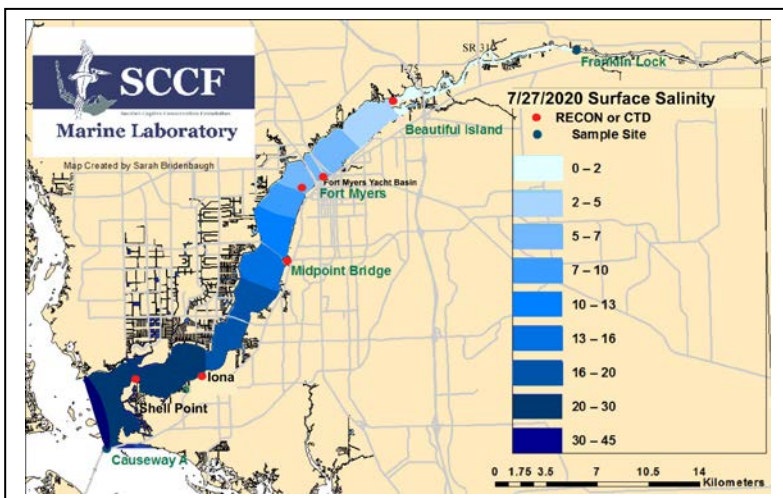 SCCF
Marine Laboratory
Map Created by Sarah Bridenbaugh
I-75
SR 31
Franklin Lock
Beautiful Island
Fort Myers Yacht Basin
Fort Myers
Midpoint Bridge
Iona
Shell Point
Causeway A
7/27/2020 Surface Salinity
RECON or CTD
Sample Site
0 – 2
2 – 5
5 – 7
7 – 10
10 – 13
13 – 16
16 – 20
20 – 30
30 – 45
0 1.75 3.5 7 10.5 14
Kilometers